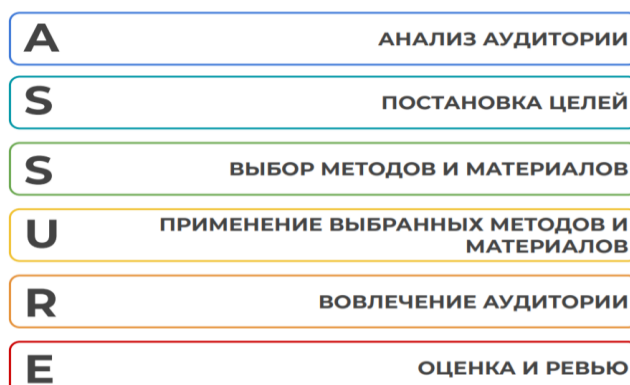 A АНАЛИЗ АУДИТОРИИ
S ПОСТАНОВКА ЦЕЛЕЙ
S ВЫБОР МЕТОДОВ И МАТЕРИАЛОВ
U ПРИМЕНЕНИЕ ВЫБРАННЫХ МЕТОДОВ И
МАТЕРИАЛОВ
R ВОВЛЕЧЕНИЕ АУДИТОРИИ
E ОЦЕНКА И РЕВЬЮ